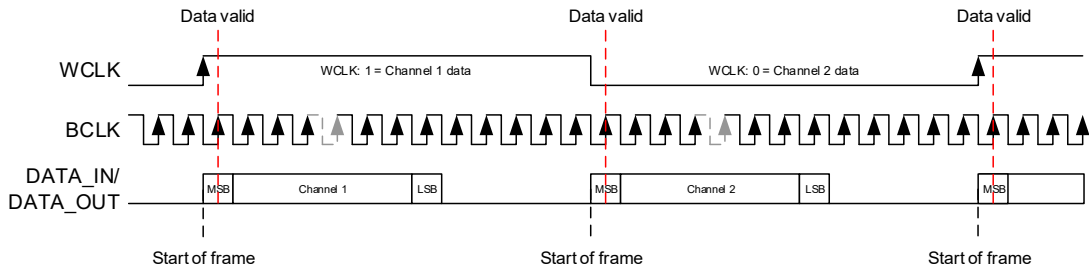 Data valid Data valid Data valid
WCLK WCLK: 1 = Channel 1 data WCLK: 0 = Channel 2 data
BCLK
DATA_IN/
DATA_OUT MSB Channel 1 LSB MSB Channel 2 LSB MSB
Start of frame Start of frame Start of frame